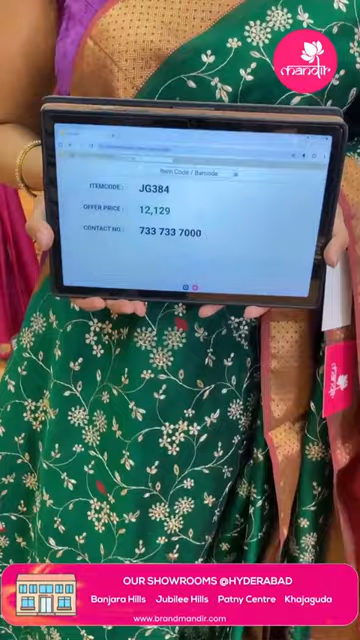 mandir
Item Code / Barcode
ITEMCODE : JG384
OFFER PRICE : 12,129
CONTACT NO : 733 733 7000
mandir
OUR SHOWROOMS @HYDERABAD
Banjara Hills Jubilee Hills Patny Centre Khajaguda
www.brandmandir.com